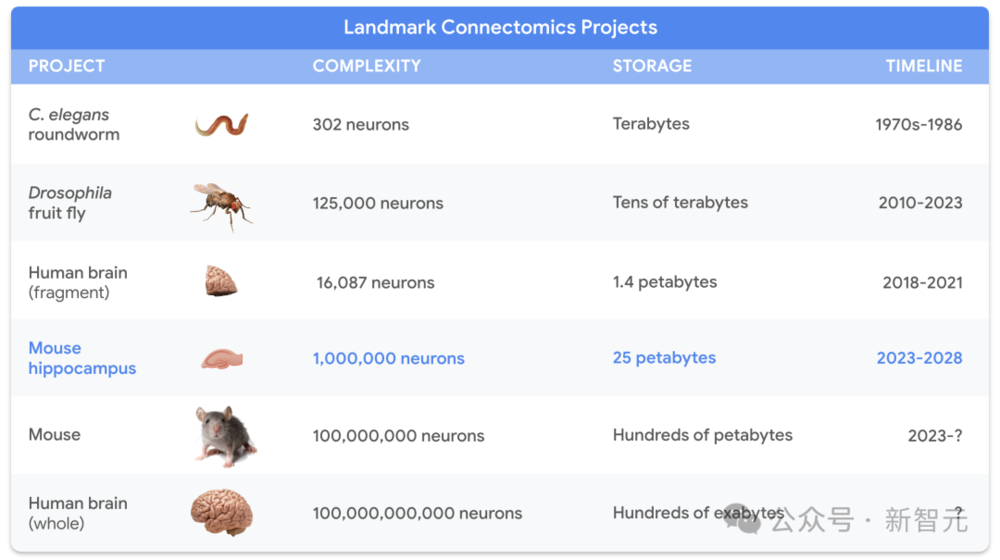 Landmark Connectomics Projects
PROJECT COMPLEXITY STORAGE TIMELINE
C. elegans
roundworm
302 neurons Terabytes 1970s-1986
Drosophila
fruit fly
125,000 neurons Tens of terabytes 2010-2023
Human brain
(fragment)
16,087 neurons 1.4 petabytes 2018-2021
Mouse
hippocampus
1,000,000 neurons 25 petabytes 2023-2028
Mouse 100,000,000 neurons Hundreds of petabytes 2023-?
Human brain
(whole)
100,000,000,000 neurons Hundreds of exabytes ?
公众号 · 新智元